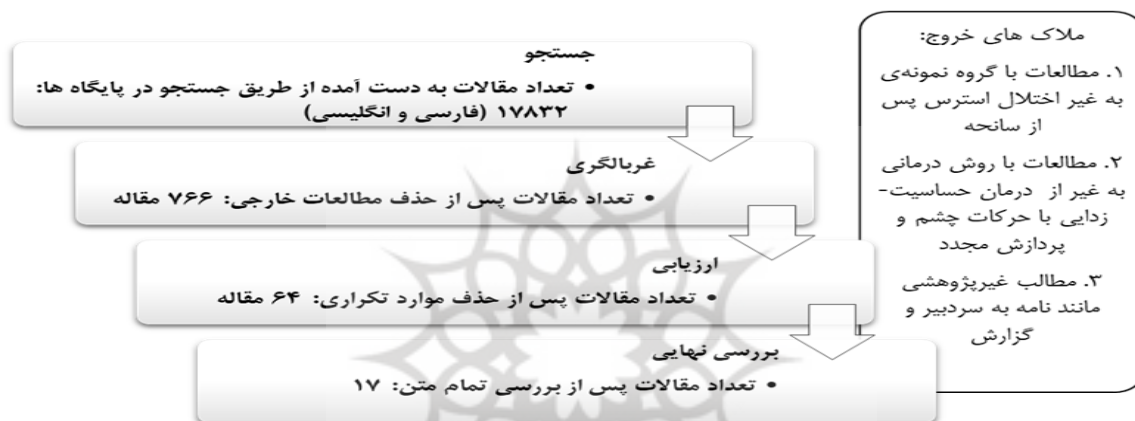 جستجو
• تعداد مقالات به دست آمده از طریق جستجو در پایگاه ها:
۱۷۸۳۲ (فارسی و انگلیسی)
غربالگری
• تعداد مقالات پس از حذف مطالعات خارجی: ۷۶۶ مقاله
ارزیابی
• تعداد مقالات پس از حذف موارد تکراری: ۶۴ مقاله
بررسی نهایی
• تعداد مقالات پس از بررسی تمام متن: ۱۷
ملاک های خروج:
۱. مطالعات با گروه نمونه‌ی
به غیر اختلال استرس پس
از سانحه
۲. مطالعات با روش درمانی
به غیر از درمان حساسیت-
زدایی با حرکات چشم و
پردازش مجدد
۳. مطالب غیرپژوهشی
مانند نامه به سردبیر و
گزارش